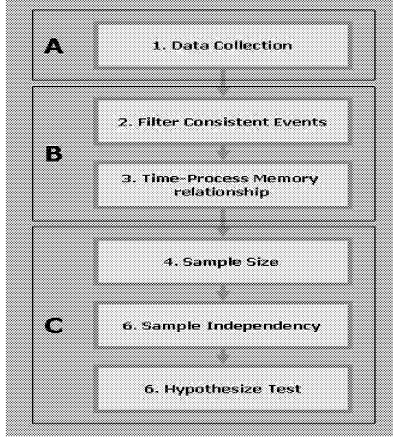 A
1. Data Collection
B
2. Filter Consistent Events
3. Time-Process Memory
relationship
C
4. Sample Size
6. Sample Independency
6. Hypothesize Test